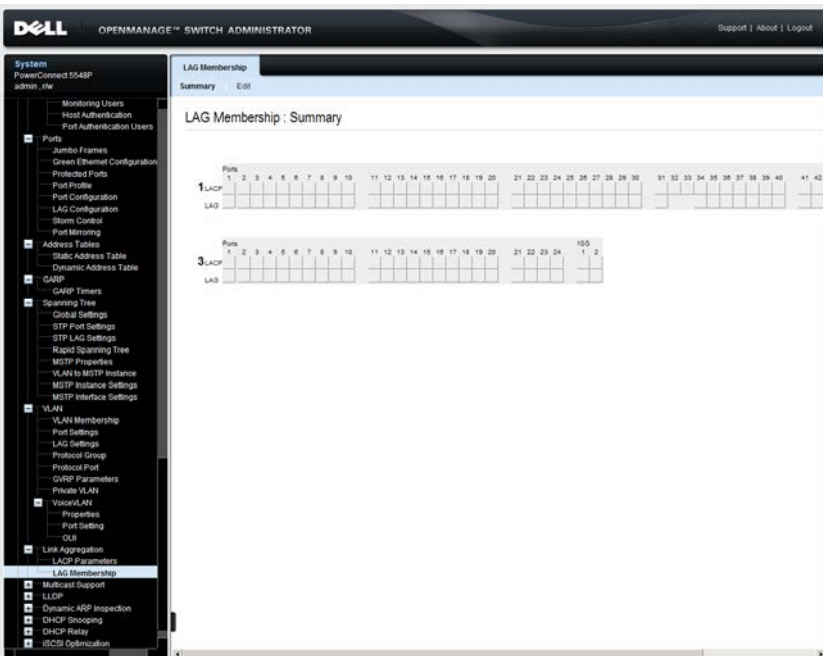 DELL OPENMANAGE™ SWITCH ADMINISTRATOR Support | About | Logout
System
PowerConnect 5548P
admin , r/w
Monitoring Users
Host Authentication
Port Authentication Users
Ports
Jumbo Frames
Green Ethernet Configuration
Protected Ports
Port Profile
Port Configuration
LAG Configuration
Storm Control
Port Mirroring
Address Tables
Static Address Table
Dynamic Address Table
GARP
GARP Timers
Spanning Tree
Global Settings
STP Port Settings
STP LAG Settings
Rapid Spanning Tree
MSTP Properties
VLAN to MSTP Instance
MSTP Instance Settings
MSTP Interface Settings
VLAN
VLAN Membership
Port Settings
LAG Settings
Protocol Group
Protocol Port
GVRP Parameters
Private VLAN
VoiceVLAN
Properties
Port Setting
OUI
Link Aggregation
LACP Parameters
LAG Membership
Multicast Support
LLDP
Dynamic ARP Inspection
DHCP Snooping
DHCP Relay
iSCSI Optimization
LAG Membership
Summary Edit
LAG Membership : Summary
Ports
1 2 3 4 5 6 7 8 9 10 11 12 13 14 15 16 17 18 19 20 21 22 23 24 25 26 27 28 29 30 31 32 33 34 35 36 37 38 39 40 41 42
1 LACP
LAG
Ports 10G
1 2 3 4 5 6 7 8 9 10 11 12 13 14 15 16 17 18 19 20 21 22 23 24 1 2
3 LACP
LAG